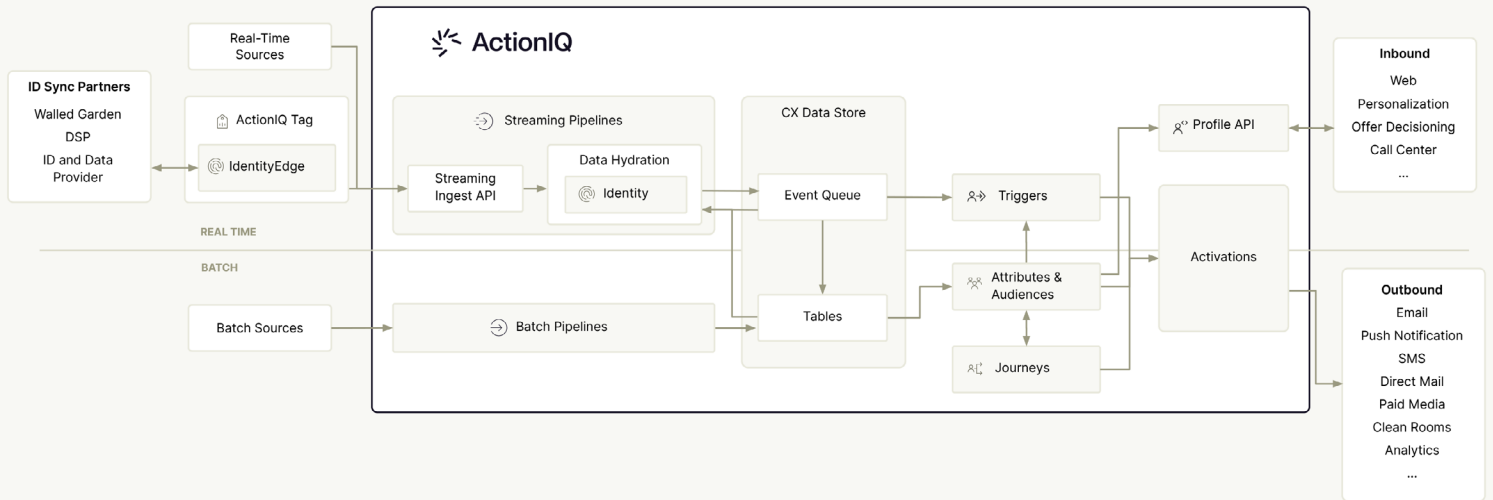 ActionIQ
Real-Time
Sources
ID Sync Partners
Walled Garden
DSP
ID and Data
Provider
ActionIQ Tag
IdentityEdge
Streaming Pipelines
Streaming
Ingest API
Data Hydration
Identity
CX Data Store
Event Queue
Tables
Triggers
Attributes &
Audiences
Journeys
Profile API
Activations
Inbound
Web
Personalization
Offer Decisioning
Call Center
...
REAL TIME
BATCH
Batch Sources
Batch Pipelines
Outbound
Email
Push Notification
SMS
Direct Mail
Paid Media
Clean Rooms
Analytics
...